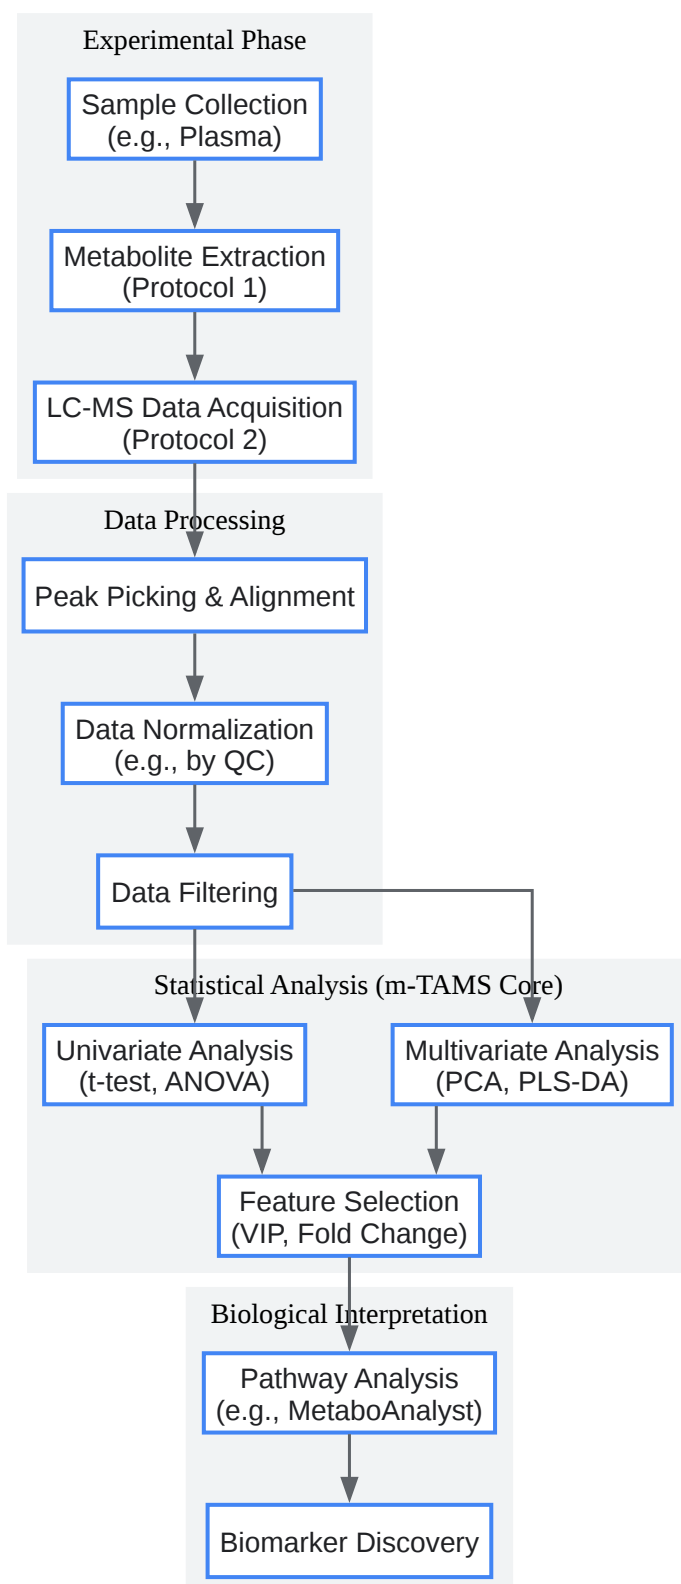 Experimental Phase
Sample Collection
(e.g., Plasma)
Metabolite Extraction
(Protocol 1)
LC-MS Data Acquisition
(Protocol 2)
Data Processing
Peak Picking & Alignment
Data Normalization
(e.g., by QC)
Data Filtering
Statistical Analysis (m-TAMS Core)
Univariate Analysis
(t-test, ANOVA)
Multivariate Analysis
(PCA, PLS-DA)
Feature Selection
(VIP, Fold Change)
Biological Interpretation
Pathway Analysis
(e.g., MetaboAnalyst)
Biomarker Discovery